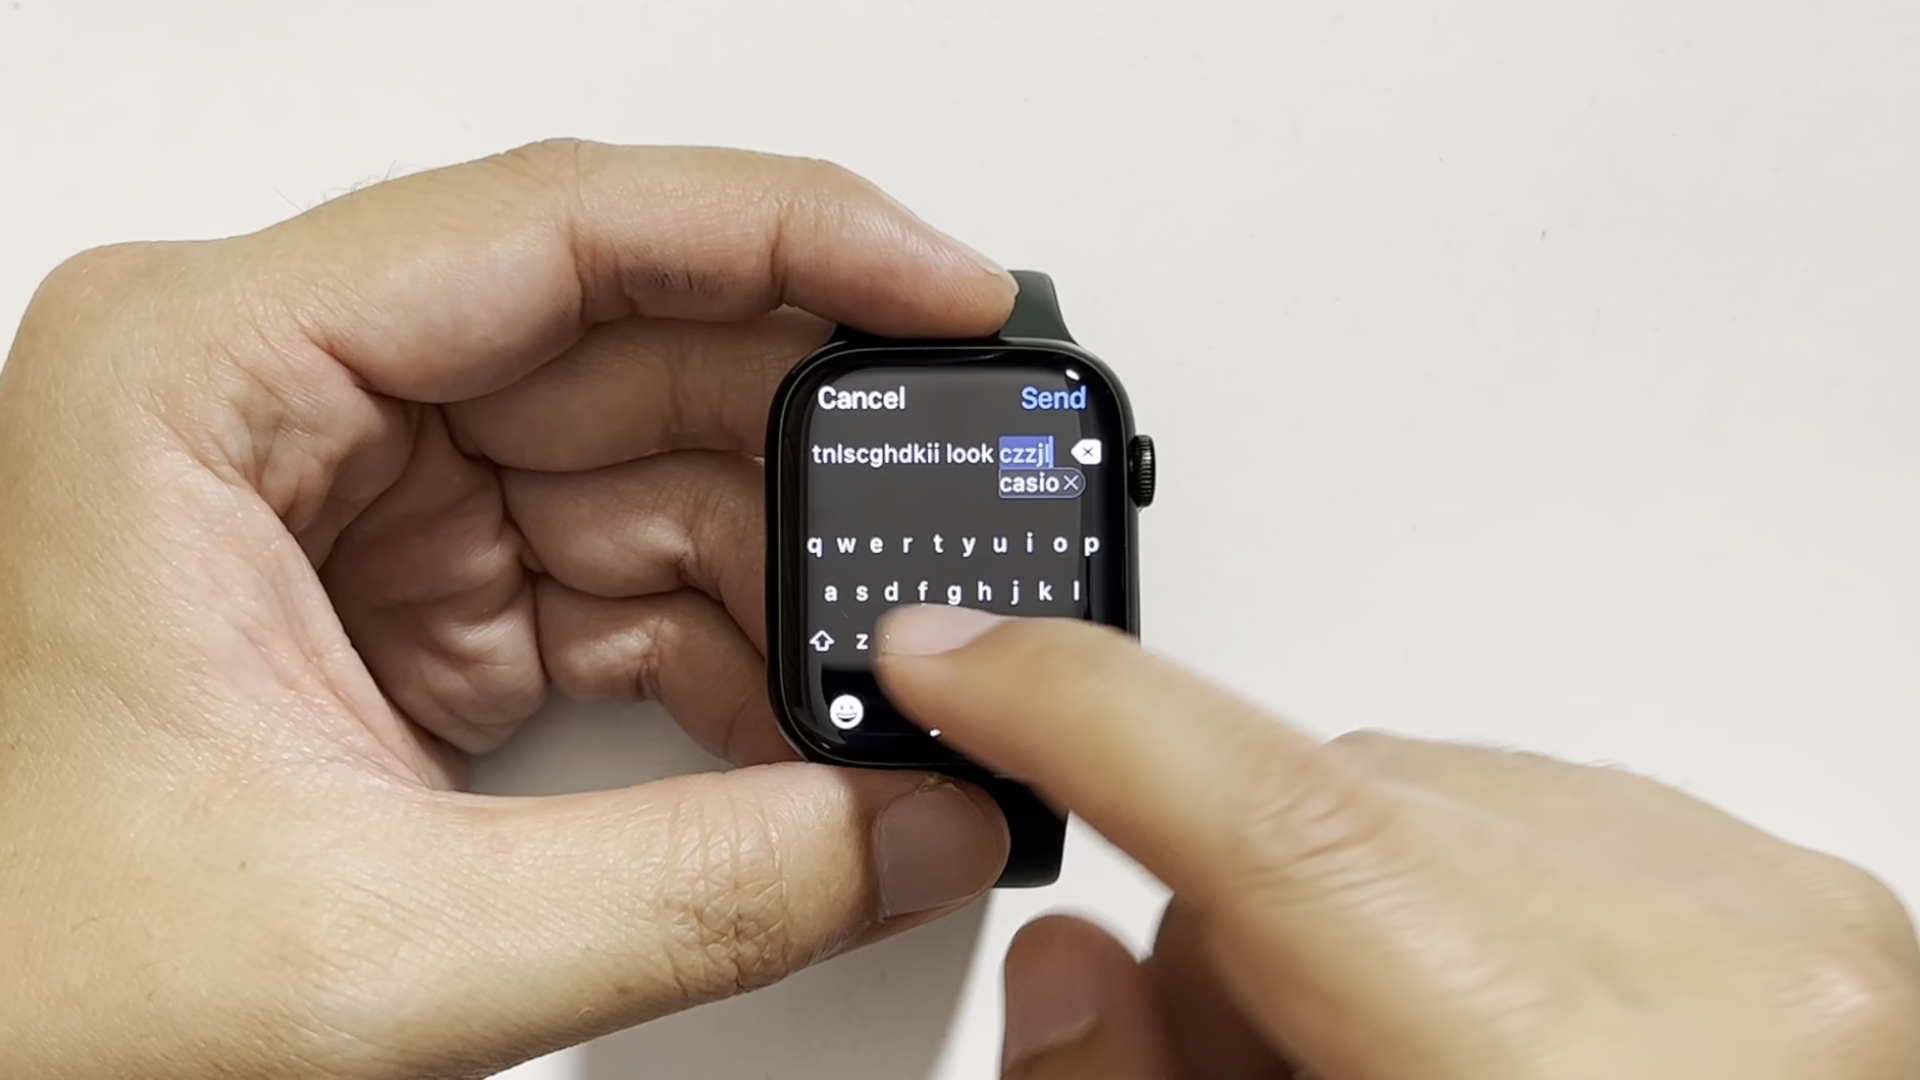 Cancel Send
tnlscghdkii look czzjl
casio
q w e r t y u i o p
a s d f g h j k l
z